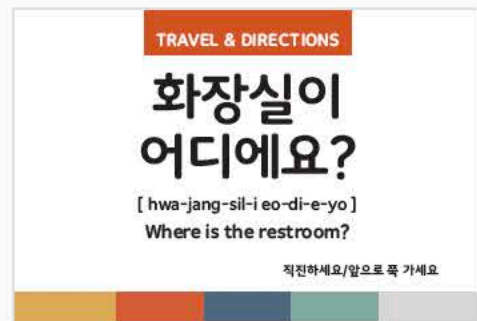 TRAVEL & DIRECTIONS
화장실이
어디에요?
[ hwa-jang-sil-i eo-di-e-yo ]
Where is the restroom?
직진하세요/앞으로 쭉 가세요